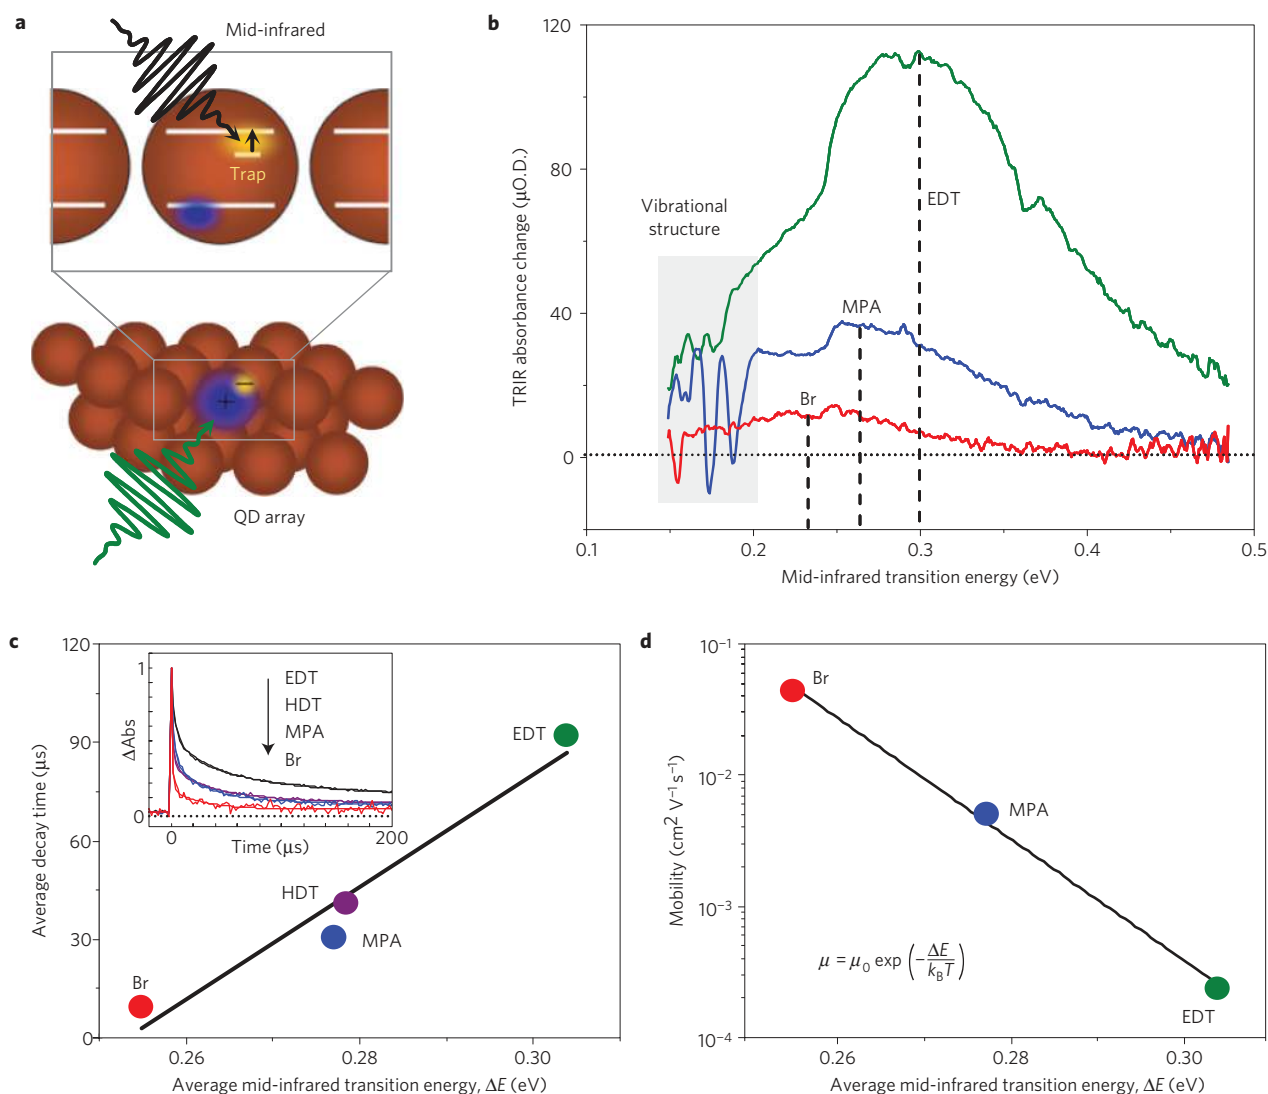 a
Mid-infrared
Trap
QD array
b
120
80
40
0
TRIR absorbance change (μO.D.)
Vibrational
structure
EDT
MPA
Br
0.1
0.2
0.3
0.4
0.5
Mid-infrared transition energy (eV)
c
120
90
60
30
0
Average decay time (μs)
1
0
ΔAbs
EDT
HDT
MPA
Br
0
200
Time (μs)
EDT
HDT
MPA
Br
0.26
0.28
0.30
Average mid-infrared transition energy, ΔE (eV)
d
10⁻¹
10⁻²
10⁻³
10⁻⁴
Mobility (cm² V⁻¹ s⁻¹)
Br
MPA
μ = μ₀ exp (−ΔE/k_BT)
EDT
0.26
0.28
0.30
Average mid-infrared transition energy, ΔE (eV)